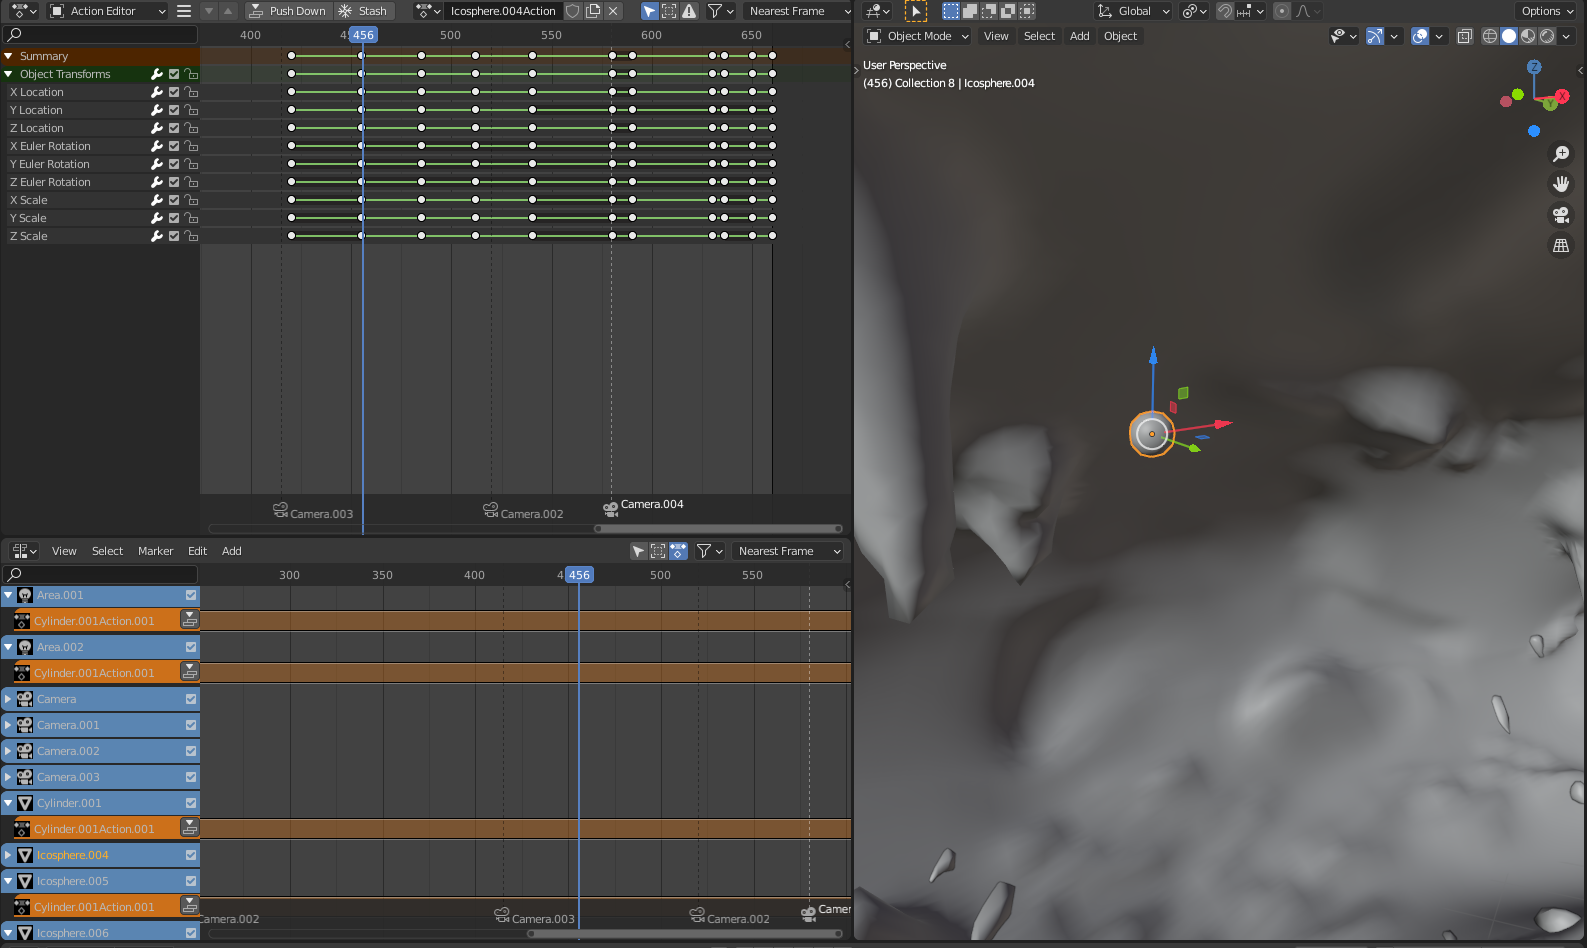 Action Editor
Push Down
Stash
Icosphere.004Action
Nearest Frame
400
456
500
550
600
650
Summary
Object Transforms
X Location
Y Location
Z Location
X Euler Rotation
Y Euler Rotation
Z Euler Rotation
X Scale
Y Scale
Z Scale
Camera.003
Camera.002
Camera.004
View Select Marker Edit Add
Nearest Frame
300 350 400 456 500 550
Area.001
Cylinder.001Action.001
Area.002
Cylinder.001Action.001
Camera
Camera.001
Camera.002
Camera.003
Cylinder.001
Cylinder.001Action.001
Icosphere.004
Icosphere.005
Cylinder.001Action.001
Icosphere.006
amera.002
Camera.003
Camera.002
Camer
Global
Options
Object Mode
View Select Add Object
User Perspective
(456) Collection 8 | Icosphere.004
Z
X
Y